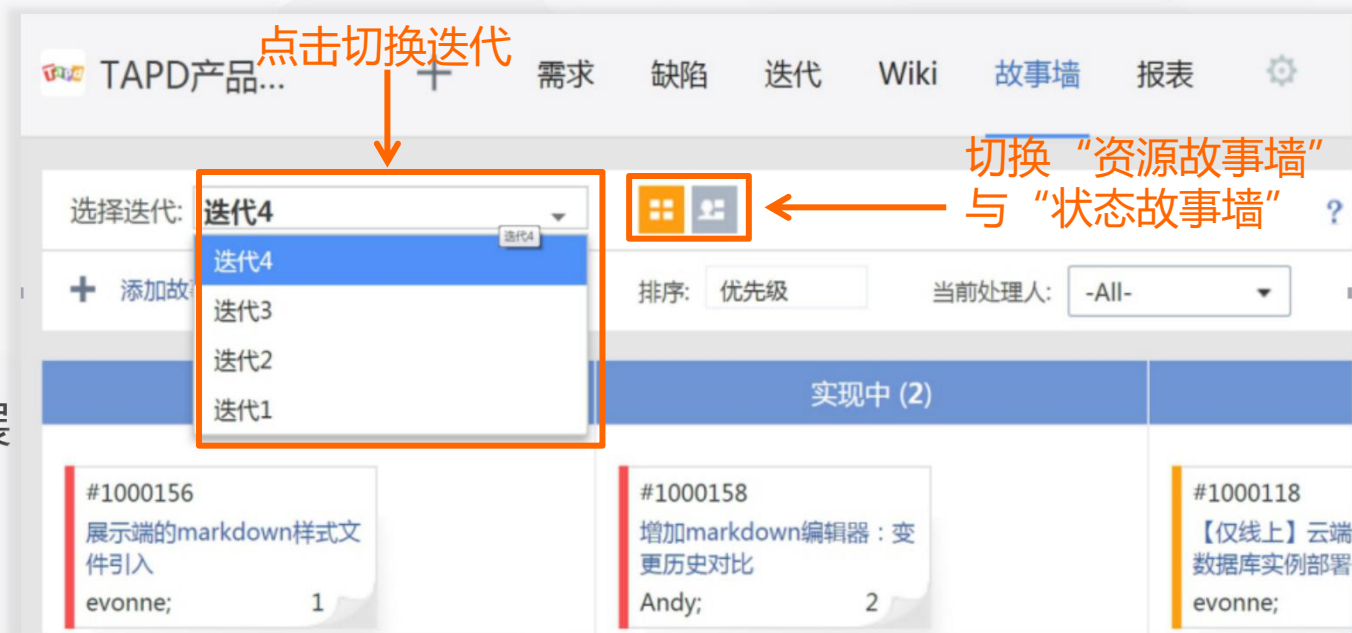 点击切换迭代
TAPD产品... 需求 缺陷 迭代 Wiki 故事墙 报表
切换“资源故事墙”
与“状态故事墙”
选择迭代: 迭代4 ?
迭代4
迭代4
添加故 排序: 优先级 当前处理人: -All-
迭代3
迭代2
迭代1
实现中 (2)
#1000156
展示端的markdown样式文
件引入
evonne; 1
#1000158
增加markdown编辑器：变
更历史对比
Andy; 2
#1000118
【仅线上】云端
数据库实例部署
evonne;